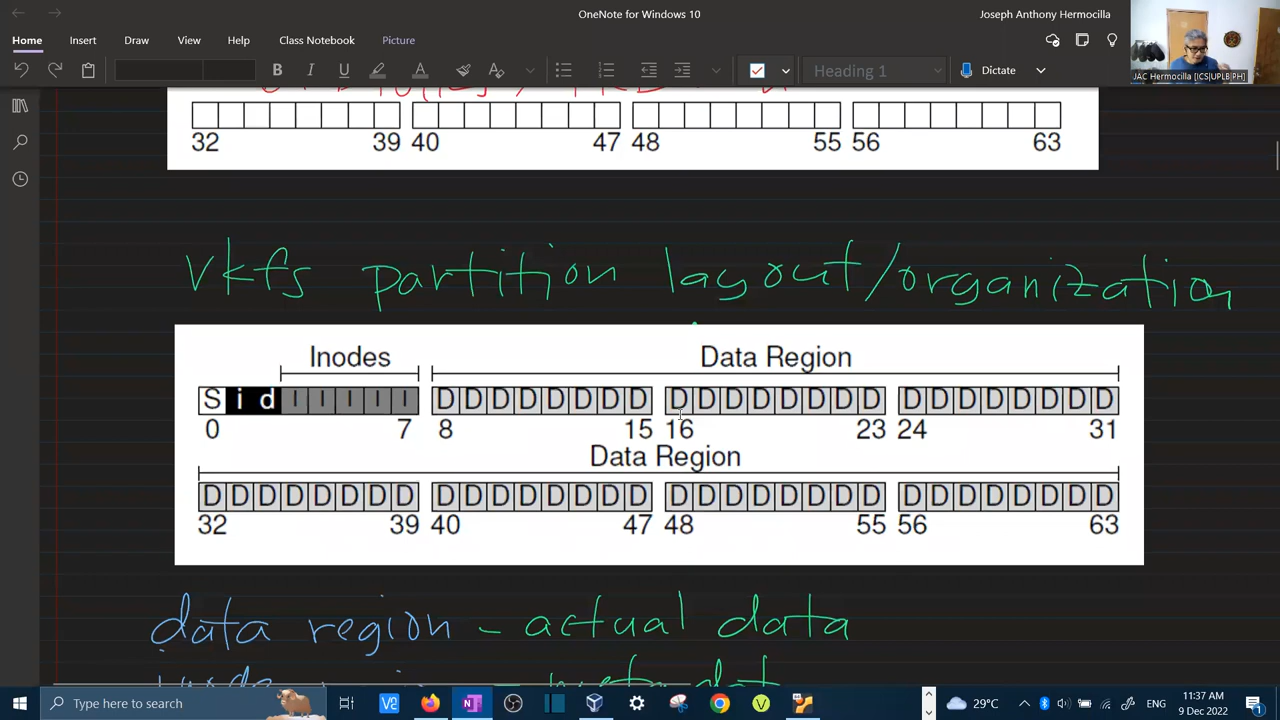 OneNote for Windows 10
Joseph Anthony Hermocilla
Home Insert Draw View Help Class Notebook Picture
B I U A Heading 1 Dictate
JAC Hermocilla [ICS|UPLB PH]
32 39 40 47 48 55 56 63
vkfs partition layout/organization
Inodes Data Region
S i d I I I I I D D D D D D D D D D D D D D D D D D D D D D D D
0 7 8 15 16 23 24 31
Data Region
D D D D D D D D D D D D D D D D D D D D D D D D D D D D D D D D
32 39 40 47 48 55 56 63
data region - actual data
Type here to search
29°C
ENG
11:37 AM
9 Dec 2022
1